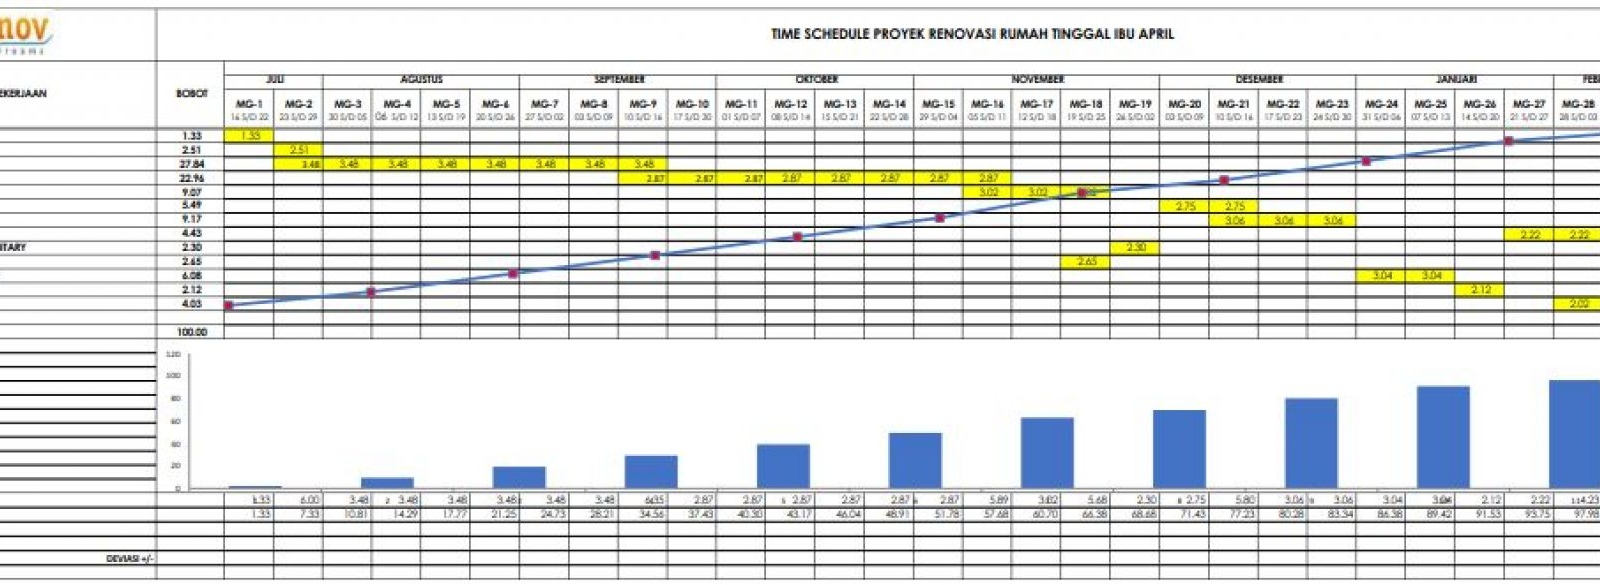 nov
TIME SCHEDULE PROYEK RENOVASI RUMAH TINGGAL IBU APRIL
EKERJAAN BOBOT JULI AGUSTUS SEPTEMBER OKTOBER NOVEMBER DESEMBER JANUARI FEB
MG-1 MG-2 MG-3 MG-4 MG-5 MG-6 MG-7 MG-8 MG-9 MG-10 MG-11 MG-12 MG-13 MG-14 MG-15 MG-16 MG-17 MG-18 MG-19 MG-20 MG-21 MG-22 MG-23 MG-24 MG-25 MG-26 MG-27 MG-28
16 S/D 22 23 S/D 29 30 S/D 05 06 S/D 12 13 S/D 19 20 S/D 26 27 S/D 02 03 S/D 09 10 S/D 16 17 S/D 30 01 S/D 07 08 S/D 14 15 S/D 21 22 S/D 28 29 S/D 04 05 S/D 11 12 S/D 18 19 S/D 25 26 S/D 02 03 S/D 09 10 S/D 16 17 S/D 23 24 S/D 30 31 S/D 06 07 S/D 13 14 S/D 20 21 S/D 27 28 S/D 03
1.33 1.33
2.51 2.51
27.84 3.48 3.48 3.48 3.48 3.48 3.48 3.48 3.48
22.96 2.87 2.87 2.87 2.87 2.87 2.87 2.87 2.87
9.07 3.02 3.02
5.49 2.75 2.75
9.17 3.06 3.06 3.06
4.43 2.22 2.22
ITARY 2.30 2.30
2.65 2.65
6.08 3.04 3.04
2.12 2.12
4.03 2.02
100.00
120
100
80
60
40
20
0
1.33 6.00 3.48 3.48 3.48 3.48 3.48 3.48 2.87 2.87 2.87 2.87 2.87 2.87 5.89 3.02 5.68 2.30 2.75 5.80 3.06 3.06 3.04 2.12 2.22 4.23
1.33 7.33 10.81 14.29 17.77 21.25 24.73 28.21 34.56 37.43 40.30 43.17 46.04 48.91 51.78 57.68 60.70 66.38 68.68 71.43 77.23 80.28 83.34 86.38 89.42 91.53 93.75 97.98
DEVIASI +/-